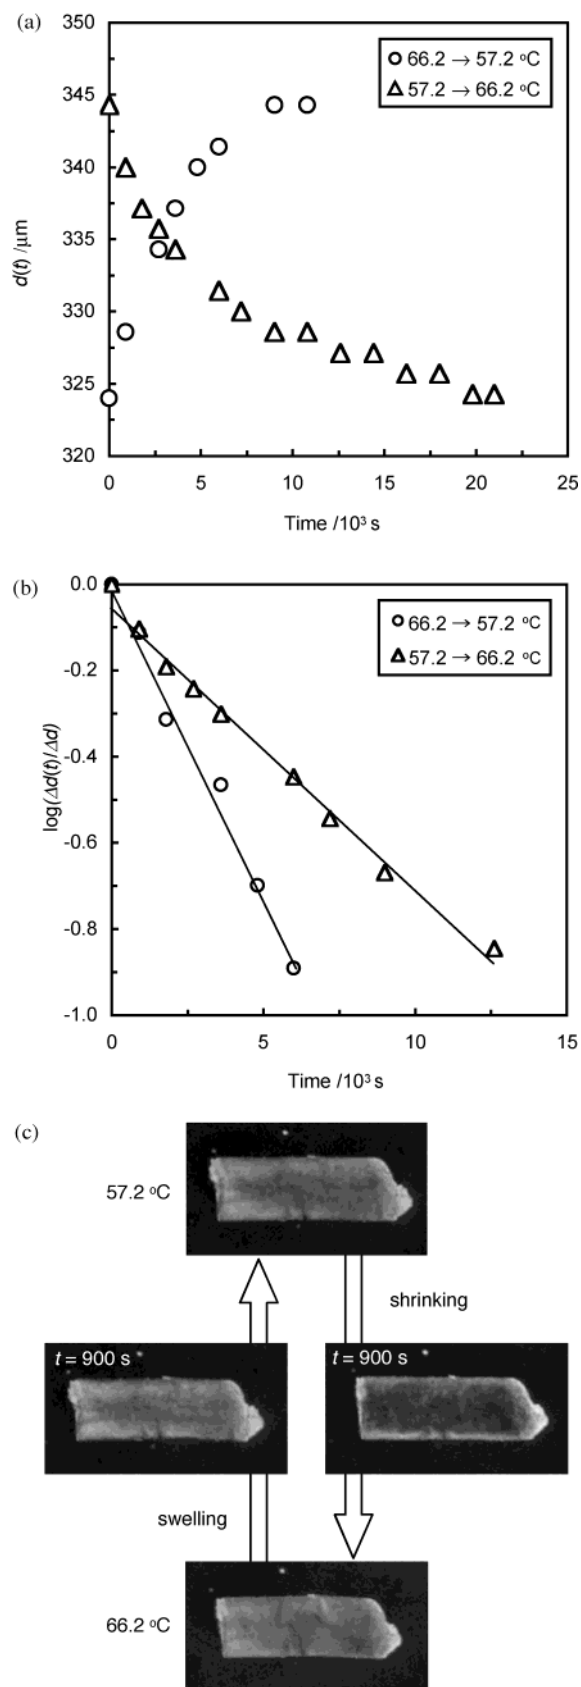 (a)
350
345
340
335
330
325
320
d(t) /µm
66.2 → 57.2 °C
57.2 → 66.2 °C
0 5 10 15 20 25
Time /10³ s
(b)
0.0
-0.2
-0.4
-0.6
-0.8
-1.0
log(Δd(t)/Δd)
66.2 → 57.2 °C
57.2 → 66.2 °C
0 5 10 15
Time /10³ s
(c)
57.2 °C
shrinking
t = 900 s t = 900 s
swelling
66.2 °C